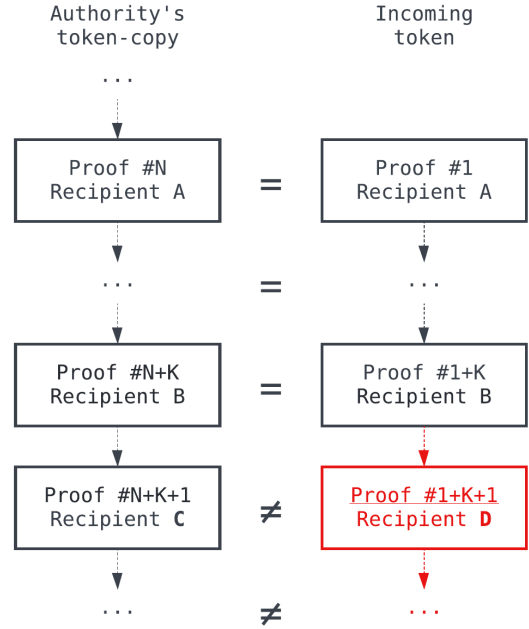 Authority's
token-copy
Incoming
token
...
Proof #N
Recipient A
=
Proof #1
Recipient A
...
=
...
Proof #N+K
Recipient B
=
Proof #1+K
Recipient B
Proof #N+K+1
Recipient C
≠
Proof #1+K+1
Recipient D
...
≠
...